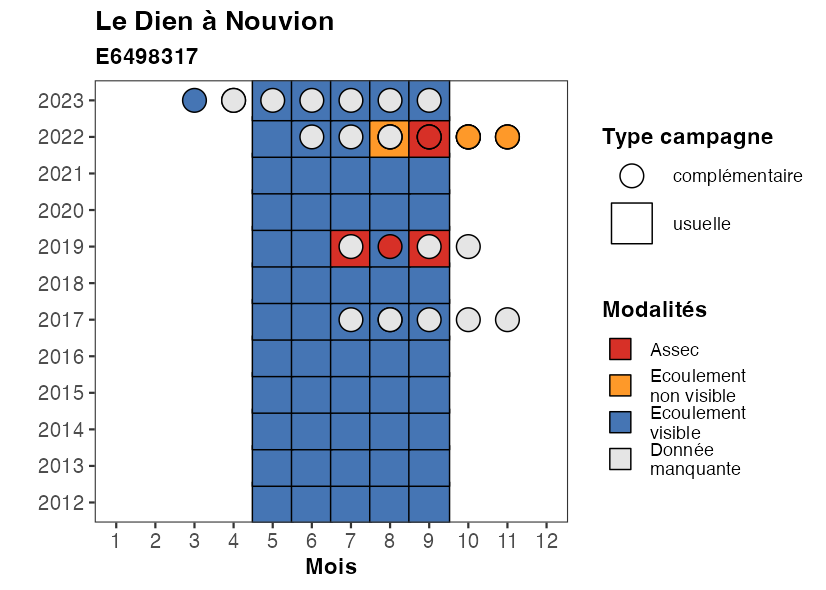 Le Dien à Nouvion
E6498317
2023
2022
2021
2020
2019
2018
2017
2016
2015
2014
2013
2012
1 2 3 4 5 6 7 8 9 10 11 12
Mois
Type campagne
complémentaire
usuelle
Modalités
Assec
Ecoulement
non visible
Ecoulement
visible
Donnée
manquante